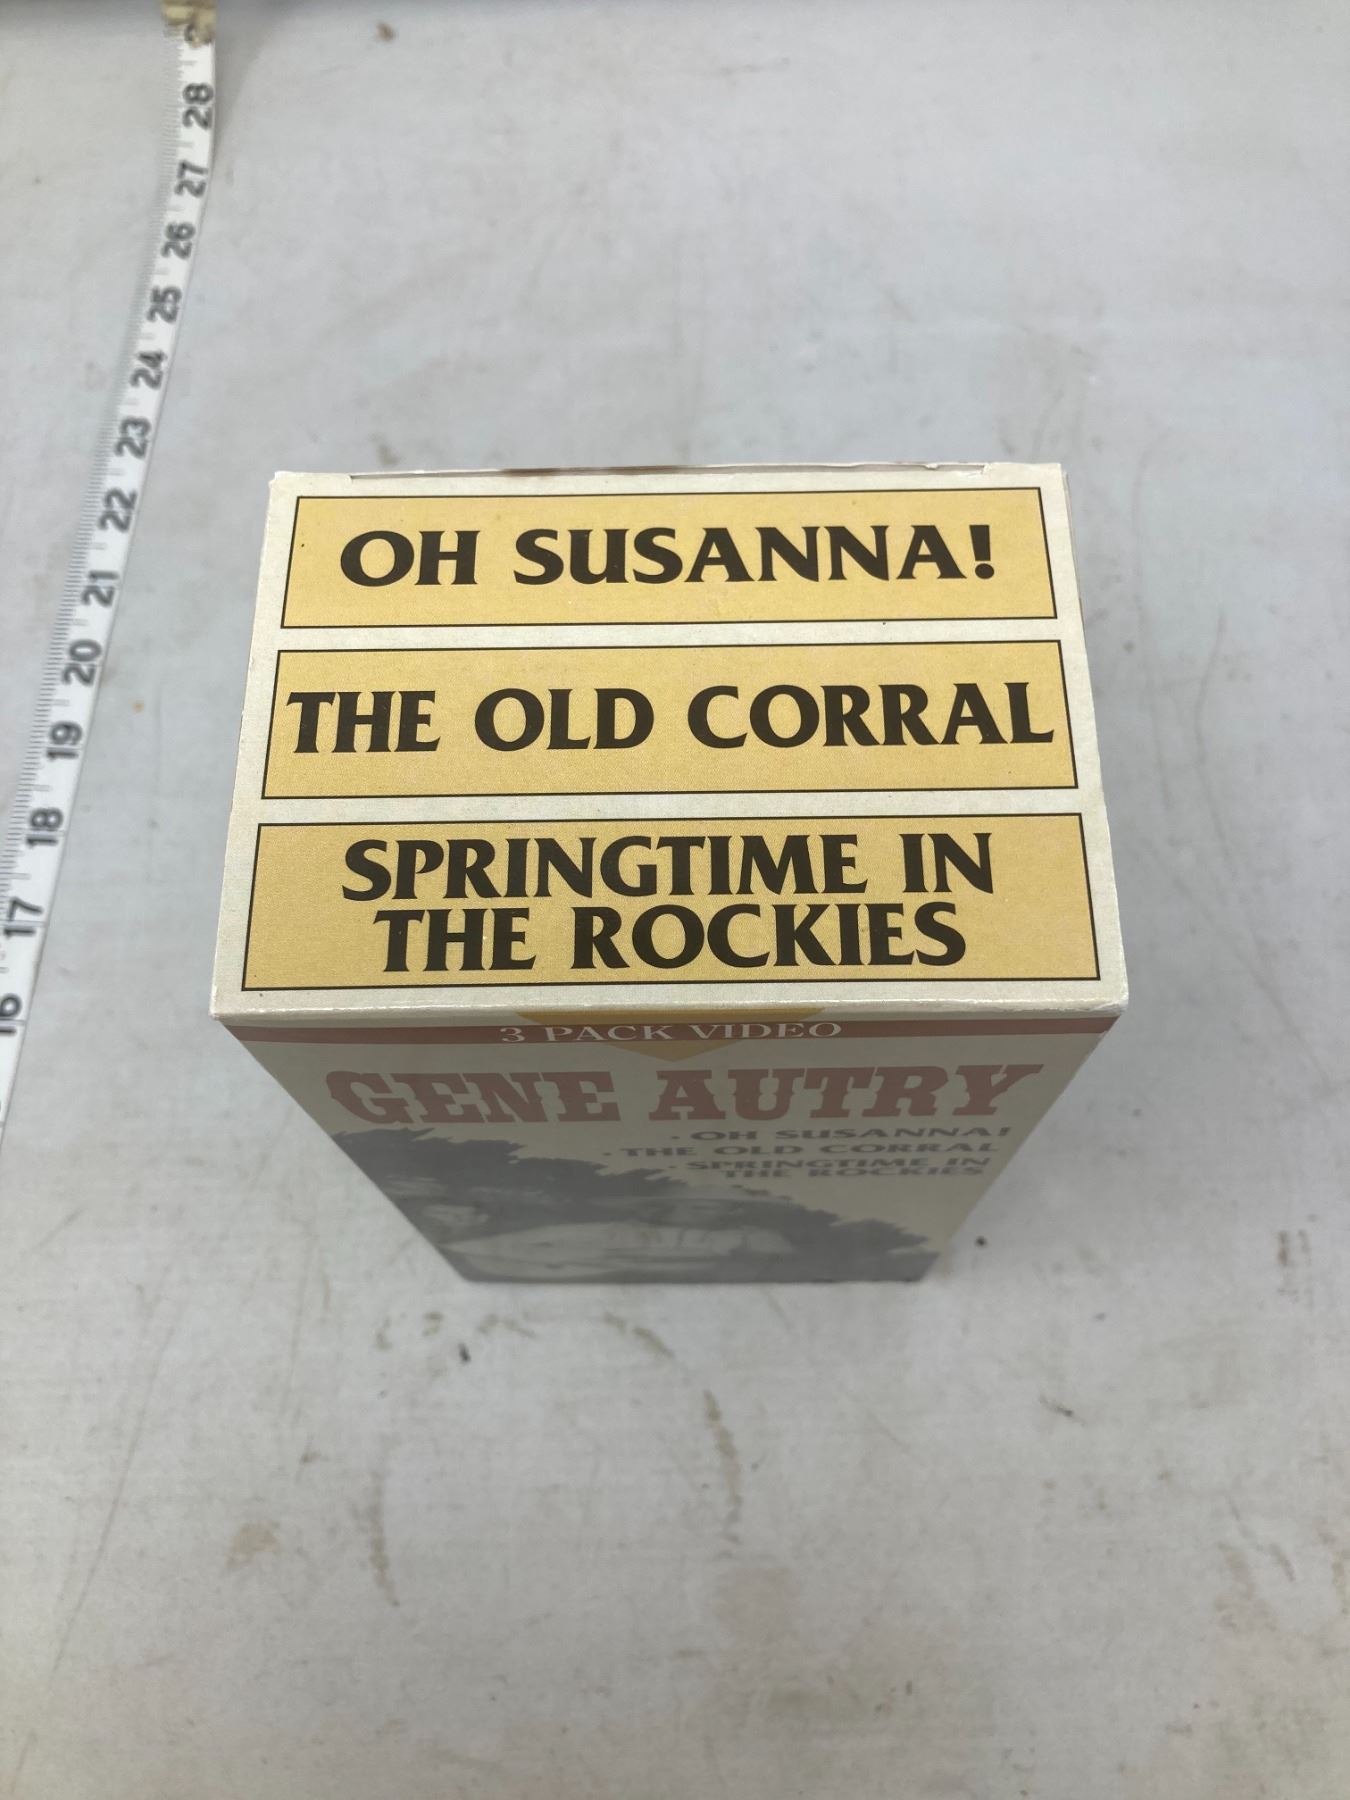 28
27
26
25
24
23
22
21
20
19
18
17
16
OH SUSANNA!
THE OLD CORRAL
SPRINGTIME IN
THE ROCKIES
3 PACK VIDEO
GENE AUTRY
• OH SUSANNA!
• THE OLD CORRAL
• SPRINGTIME IN
THE ROCKIES